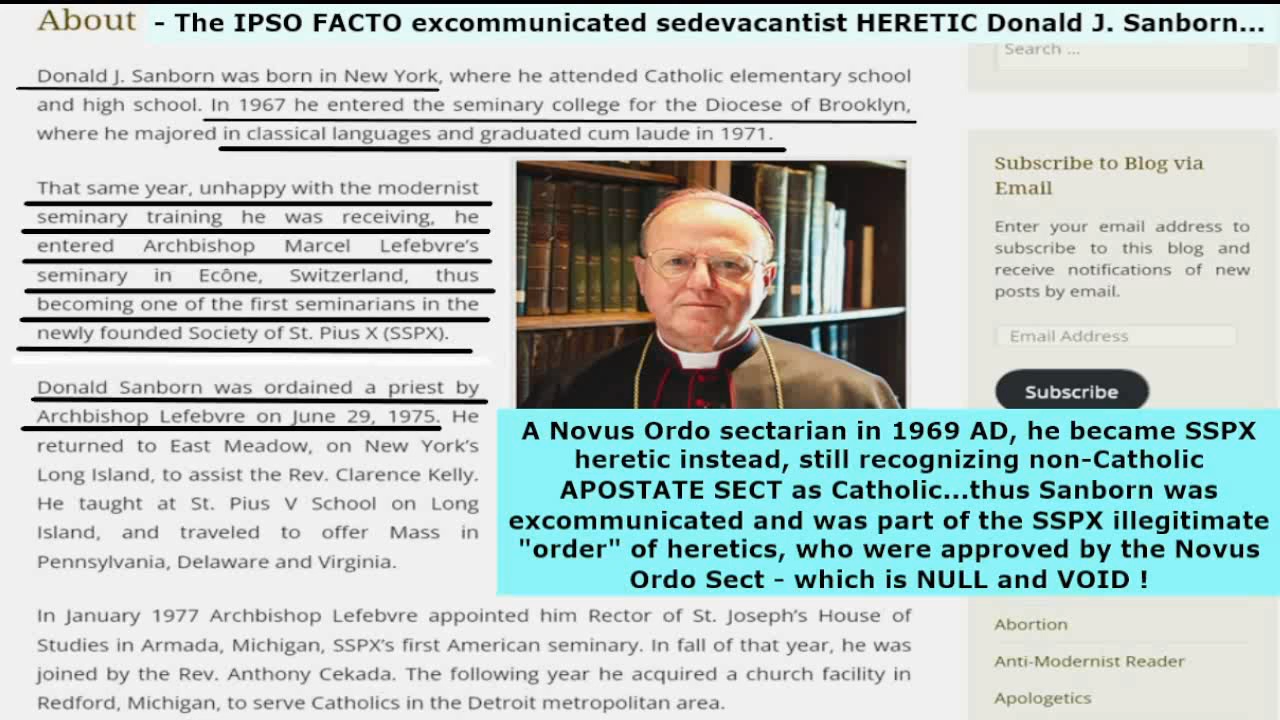 About - The IPSO FACTO excommunicated sedevacantist HERETIC Donald J. Sanborn...
Donald J. Sanborn was born in New York, where he attended Catholic elementary school
and high school. In 1967 he entered the seminary college for the Diocese of Brooklyn,
where he majored in classical languages and graduated cum laude in 1971.
That same year, unhappy with the modernist
seminary training he was receiving, he
entered Archbishop Marcel Lefebvre's
seminary in Ecône, Switzerland, thus
becoming one of the first seminarians in the
newly founded Society of St. Pius X (SSPX).
Donald Sanborn was ordained a priest by
Archbishop Lefebvre on June 29, 1975. He
returned to East Meadow, on New York's
Long Island, to assist the Rev. Clarence Kelly.
He taught at St. Pius V School on Long
Island, and traveled to offer Mass in
Pennsylvania, Delaware and Virginia.
A Novus Ordo sectarian in 1969 AD, he became SSPX
heretic instead, still recognizing non-Catholic
APOSTATE SECT as Catholic...thus Sanborn was
excommunicated and was part of the SSPX illegitimate
"order" of heretics, who were approved by the Novus
Ordo Sect - which is NULL and VOID !
In January 1977 Archbishop Lefebvre appointed him Rector of St. Joseph's House of
Studies in Armada, Michigan, SSPX's first American seminary. In fall of that year, he was
joined by the Rev. Anthony Cekada. The following year he acquired a church facility in
Redford, Michigan, to serve Catholics in the Detroit metropolitan area.
Search ...
Subscribe to Blog via
Email
Enter your email address to
subscribe to this blog and
receive notifications of new
posts by email.
Email Address
Subscribe
Abortion
Anti-Modernist Reader
Apologetics